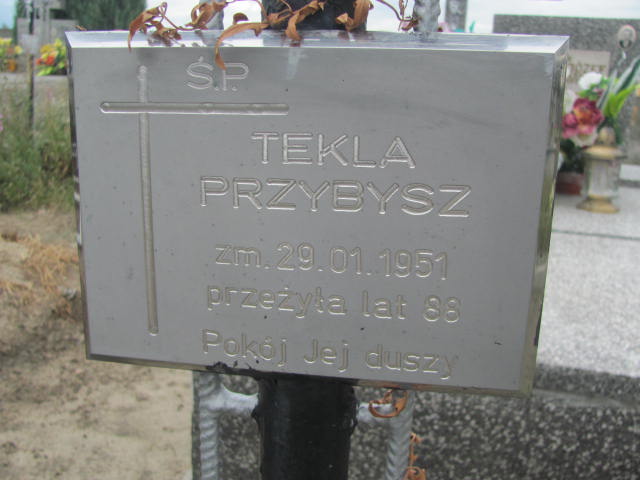 Ś.P.
TEKLA
PRZYBYSZ
zm. 29.01.1951
przeżyła lat 88
Pokój Jej duszy